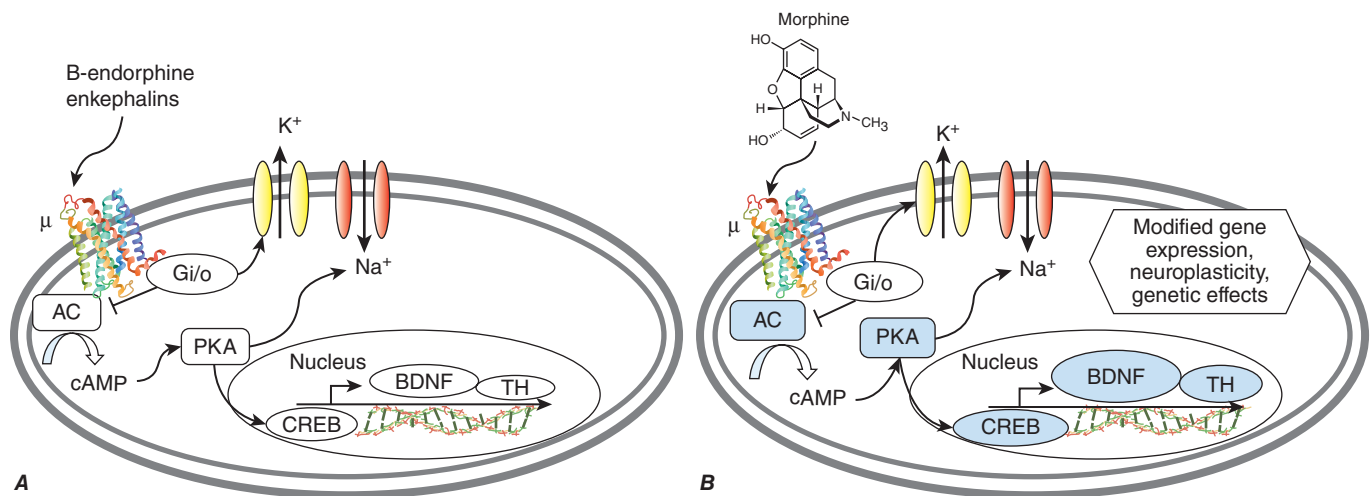 B-endorphine
enkephalins
K+
μ
Gi/o
Na+
AC
PKA
cAMP
Nucleus
BDNF
TH
CREB
A
Morphine
HO
O
H
H
N
CH3
HO
K+
μ
Gi/o
Na+
Modified gene
expression,
neuroplasticity,
genetic effects
AC
PKA
cAMP
Nucleus
BDNF
TH
CREB
B